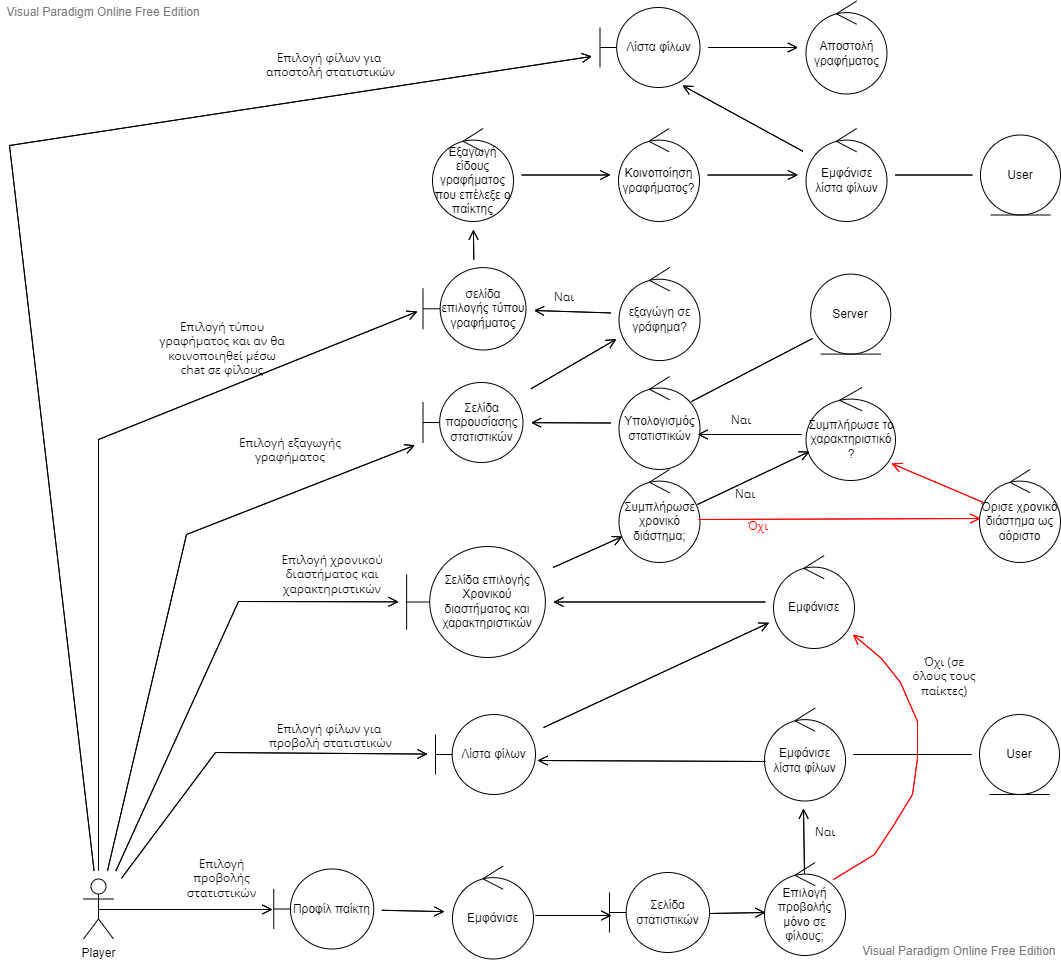 Visual Paradigm Online Free Edition
Λίστα φίλων
Αποστολή
γραφήματος
Επιλογή φίλων για
αποστολή στατιστικών
Εξαγωγή
είδους
γραφήματος
που επέλεξε ο
παίκτης
Κοινοποίηση
γραφήματος?
Εμφάνισε
λίστα φίλων
User
σελίδα
επιλογής τύπου
γραφήματος
Ναι
εξαγώγη σε
γράφημα?
Server
Επιλογή τύπου
γραφήματος και αν θα
κοινοποιηθεί μέσω
chat σε φίλους
Σελίδα
παρουσίασης
στατιστικών
Υπολογισμός
στατιστικών
Ναι
Συμπλήρωσε το
χαρακτηριστικό
?
Επιλογή εξαγωγής
γραφήματος
Ναι
Συμπλήρωσε
χρονικό
διάστημα;
Όχι
Όρισε χρονικό
διάστημα ως
αόριστο
Επιλογή χρονικού
διαστήματος και
χαρακτηριστικών
Σελίδα επιλογής
Χρονικού
διαστήματος και
χαρακτηριστικών
Εμφάνισε
Όχι (σε
όλους τους
παίκτες)
Επιλογή φίλων για
προβολή στατιστικών
Λίστα φίλων
Εμφάνισε
λίστα φίλων
User
Ναι
Επιλογή
προβολής
στατιστικών
Προφίλ παίκτη
Εμφάνισε
Σελίδα
στατιστικών
Επιλογή
προβολής
μόνο σε
φίλους;
Player
Visual Paradigm Online Free Edition